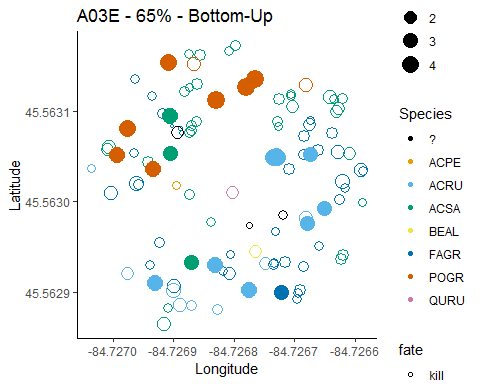 A03E - 65% - Bottom-Up
Latitude
45.5631
45.5630
45.5629
-84.7270
-84.7269
-84.7268
-84.7267
-84.7266
Longitude
2
3
4
Species
?
ACPE
ACRU
ACSA
BEAL
FAGR
POGR
QURU
fate
kill